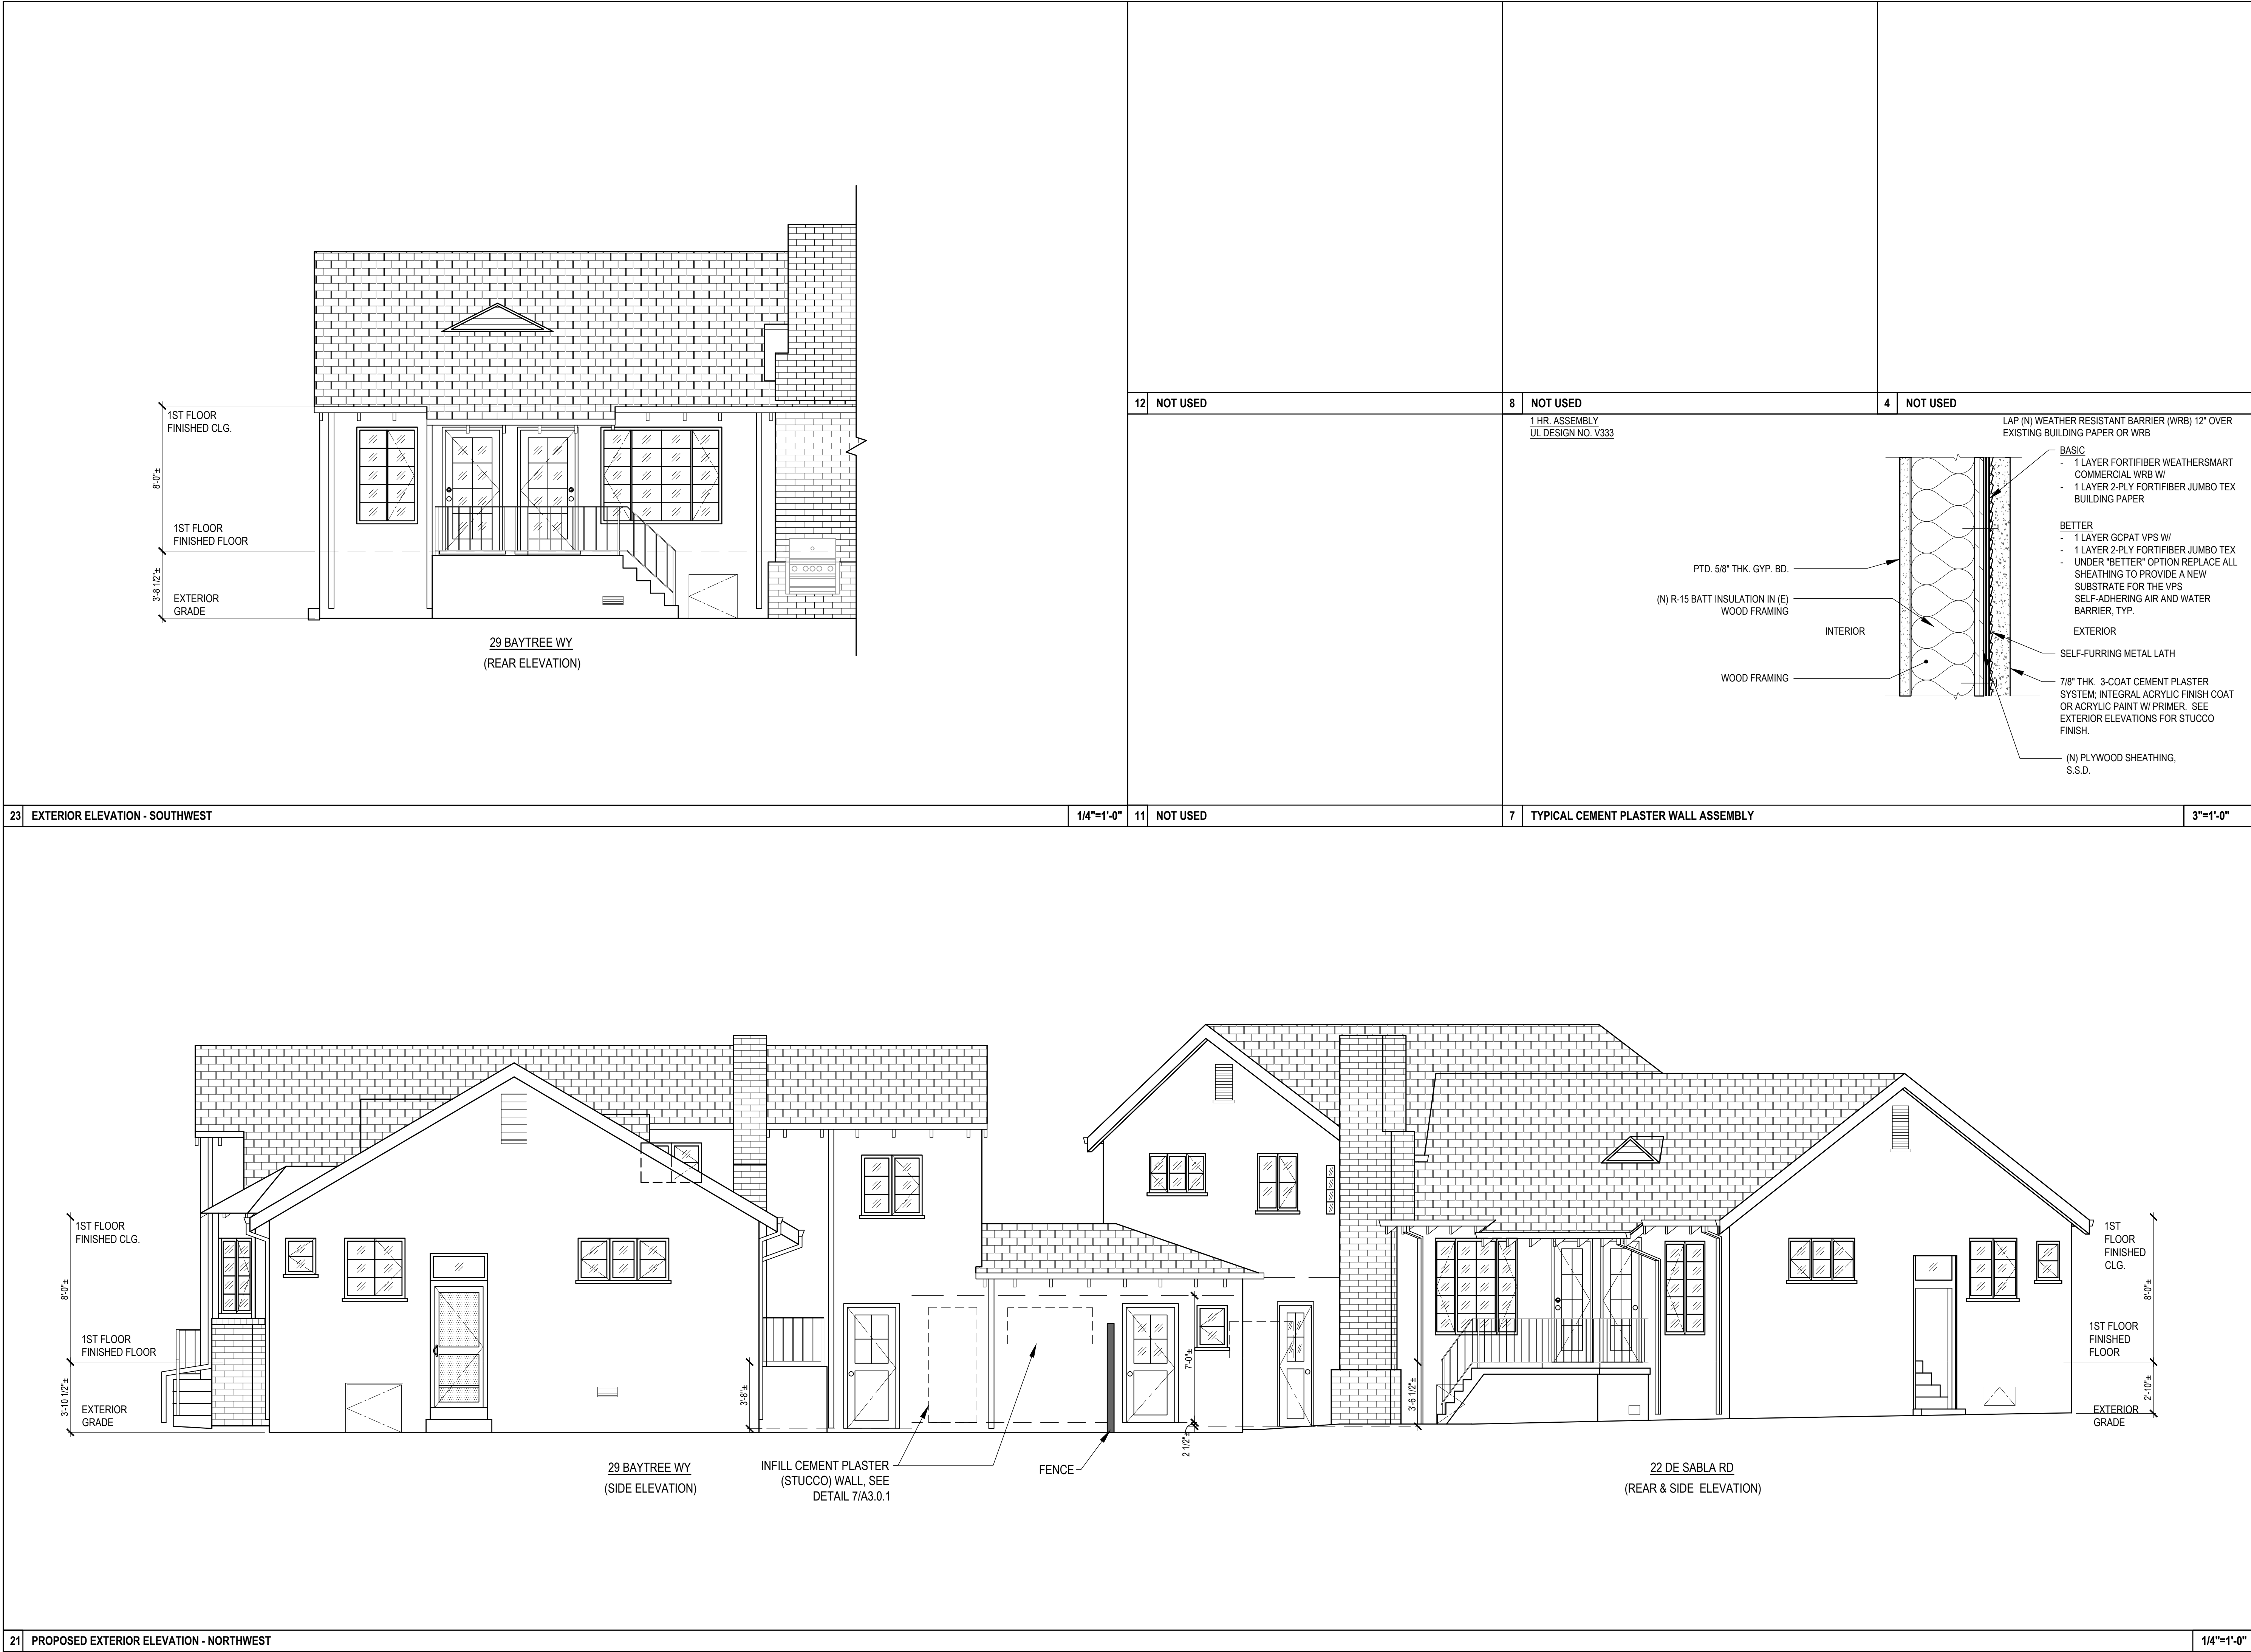 1ST FLOOR
FINISHED CLG.
8'-0"±
1ST FLOOR
FINISHED FLOOR
3'-8 1/2"±
EXTERIOR
GRADE
29 BAYTREE WY
(REAR ELEVATION)
23 EXTERIOR ELEVATION - SOUTHWEST 1/4"=1'-0"
12 NOT USED
8 NOT USED
4 NOT USED
11 NOT USED
1 HR. ASSEMBLY
UL DESIGN NO. V333
LAP (N) WEATHER RESISTANT BARRIER (WRB) 12" OVER
EXISTING BUILDING PAPER OR WRB
BASIC
- 1 LAYER FORTIFIBER WEATHERSMART
COMMERCIAL WRB W/
- 1 LAYER 2-PLY FORTIFIBER JUMBO TEX
BUILDING PAPER
BETTER
- 1 LAYER GCPAT VPS W/
- 1 LAYER 2-PLY FORTIFIBER JUMBO TEX
- UNDER "BETTER" OPTION REPLACE ALL
SHEATHING TO PROVIDE A NEW
SUBSTRATE FOR THE VPS
SELF-ADHERING AIR AND WATER
BARRIER, TYP.
PTD. 5/8" THK. GYP. BD.
(N) R-15 BATT INSULATION IN (E)
WOOD FRAMING
INTERIOR
EXTERIOR
SELF-FURRING METAL LATH
WOOD FRAMING
7/8" THK. 3-COAT CEMENT PLASTER
SYSTEM; INTEGRAL ACRYLIC FINISH COAT
OR ACRYLIC PAINT W/ PRIMER. SEE
EXTERIOR ELEVATIONS FOR STUCCO
FINISH.
(N) PLYWOOD SHEATHING,
S.S.D.
7 TYPICAL CEMENT PLASTER WALL ASSEMBLY 3"=1'-0"
1ST FLOOR
FINISHED CLG.
8'-0"±
1ST FLOOR
FINISHED FLOOR
3'-10 1/2"±
EXTERIOR
GRADE
3'-8"±
29 BAYTREE WY
(SIDE ELEVATION)
INFILL CEMENT PLASTER
(STUCCO) WALL, SEE
DETAIL 7/A3.0.1
FENCE
7'-0"±
2 1/2"±
3'-6 1/2"±
22 DE SABLA RD
(REAR & SIDE ELEVATION)
1ST
FLOOR
FINISHED
CLG.
8'-0"±
1ST FLOOR
FINISHED
FLOOR
2'-10"±
EXTERIOR
GRADE
21 PROPOSED EXTERIOR ELEVATION - NORTHWEST 1/4"=1'-0"